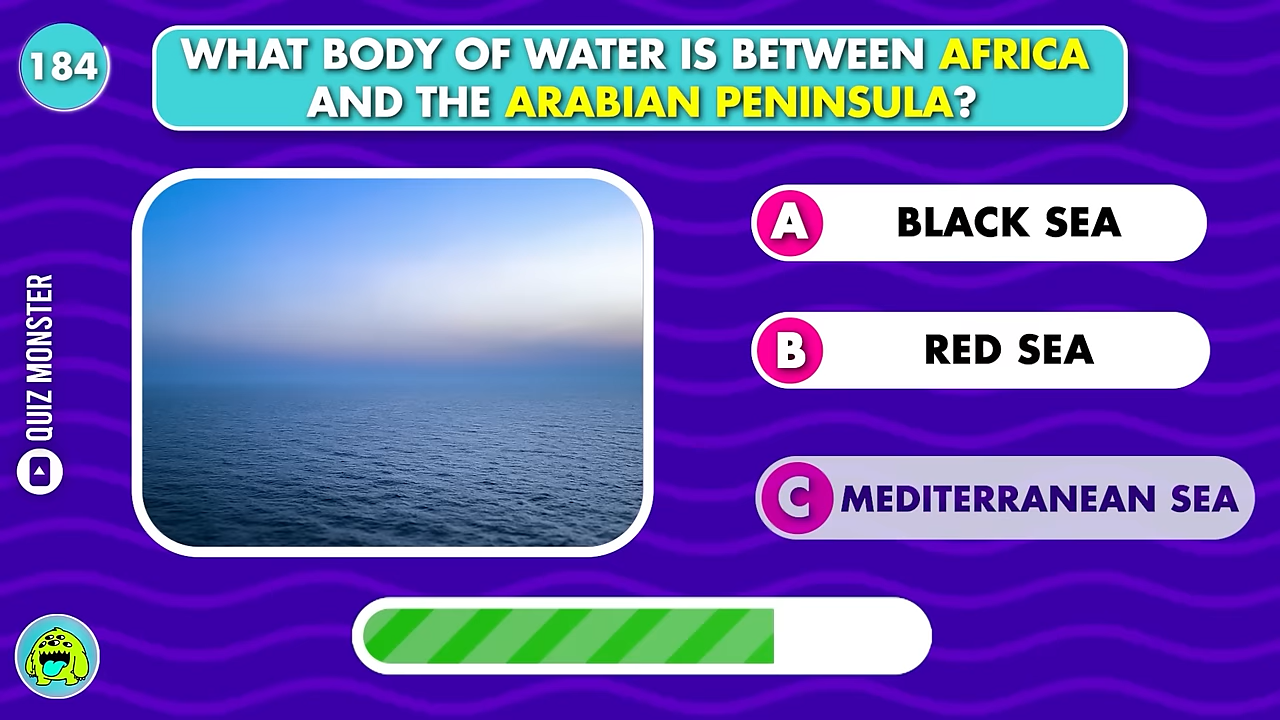 184
WHAT BODY OF WATER IS BETWEEN AFRICA
AND THE ARABIAN PENINSULA?
A BLACK SEA
B RED SEA
C MEDITERRANEAN SEA
QUIZ MONSTER